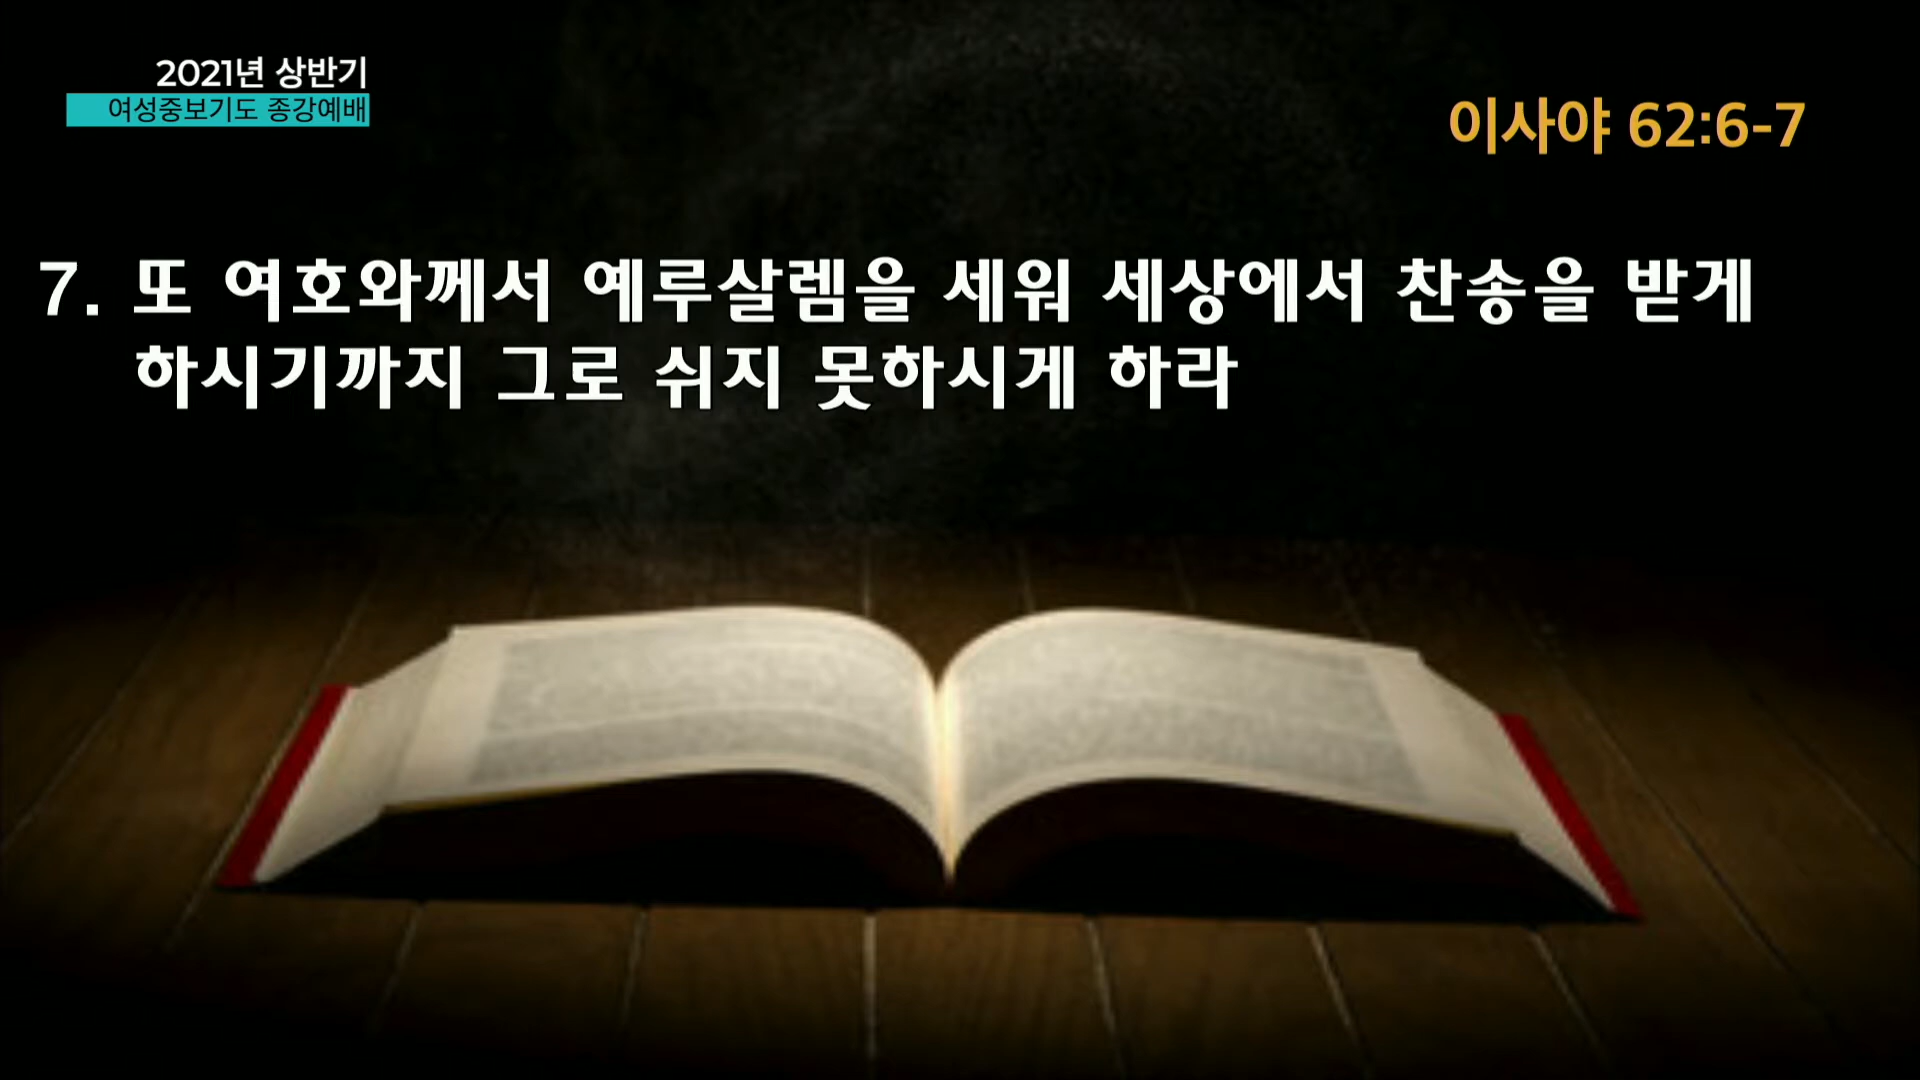 2021년 상반기
여성중보기도 종강예배
이사야 62:6-7
7. 또 여호와께서 예루살렘을 세워 세상에서 찬송을 받게
하시기까지 그로 쉬지 못하시게 하라